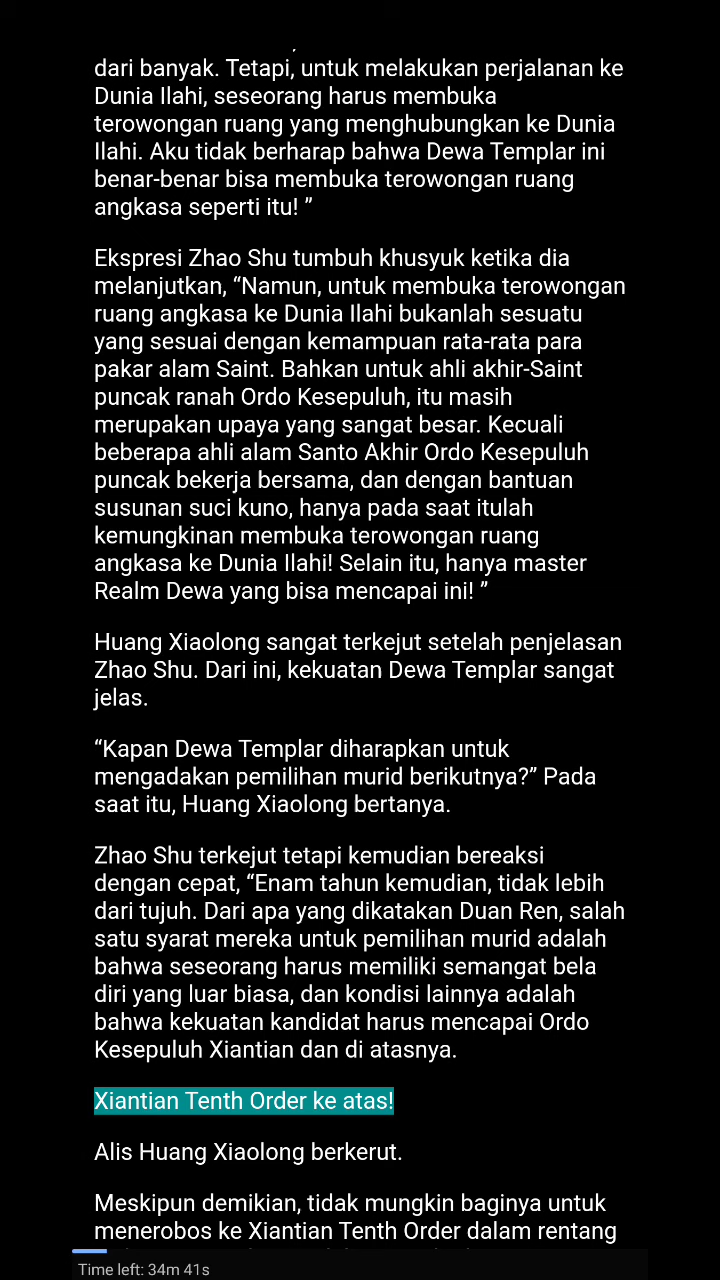 dari banyak. Tetapi, untuk melakukan perjalanan ke
Dunia Ilahi, seseorang harus membuka
terowongan ruang yang menghubungkan ke Dunia
Ilahi. Aku tidak berharap bahwa Dewa Templar ini
benar-benar bisa membuka terowongan ruang
angkasa seperti itu! ”
Ekspresi Zhao Shu tumbuh khusyuk ketika dia
melanjutkan, “Namun, untuk membuka terowongan
ruang angkasa ke Dunia Ilahi bukanlah sesuatu
yang sesuai dengan kemampuan rata-rata para
pakar alam Saint. Bahkan untuk ahli akhir-Saint
puncak ranah Ordo Kesepuluh, itu masih
merupakan upaya yang sangat besar. Kecuali
beberapa ahli alam Santo Akhir Ordo Kesepuluh
puncak bekerja bersama, dan dengan bantuan
susunan suci kuno, hanya pada saat itulah
kemungkinan membuka terowongan ruang
angkasa ke Dunia Ilahi! Selain itu, hanya master
Realm Dewa yang bisa mencapai ini! ”
Huang Xiaolong sangat terkejut setelah penjelasan
Zhao Shu. Dari ini, kekuatan Dewa Templar sangat
jelas.
“Kapan Dewa Templar diharapkan untuk
mengadakan pemilihan murid berikutnya?” Pada
saat itu, Huang Xiaolong bertanya.
Zhao Shu terkejut tetapi kemudian bereaksi
dengan cepat, “Enam tahun kemudian, tidak lebih
dari tujuh. Dari apa yang dikatakan Duan Ren, salah
satu syarat mereka untuk pemilihan murid adalah
bahwa seseorang harus memiliki semangat bela
diri yang luar biasa, dan kondisi lainnya adalah
bahwa kekuatan kandidat harus mencapai Ordo
Kesepuluh Xiantian dan di atasnya.
Xiantian Tenth Order ke atas!
Alis Huang Xiaolong berkerut.
Meskipun demikian, tidak mungkin baginya untuk
menerobos ke Xiantian Tenth Order dalam rentang
Time left: 34m 41s